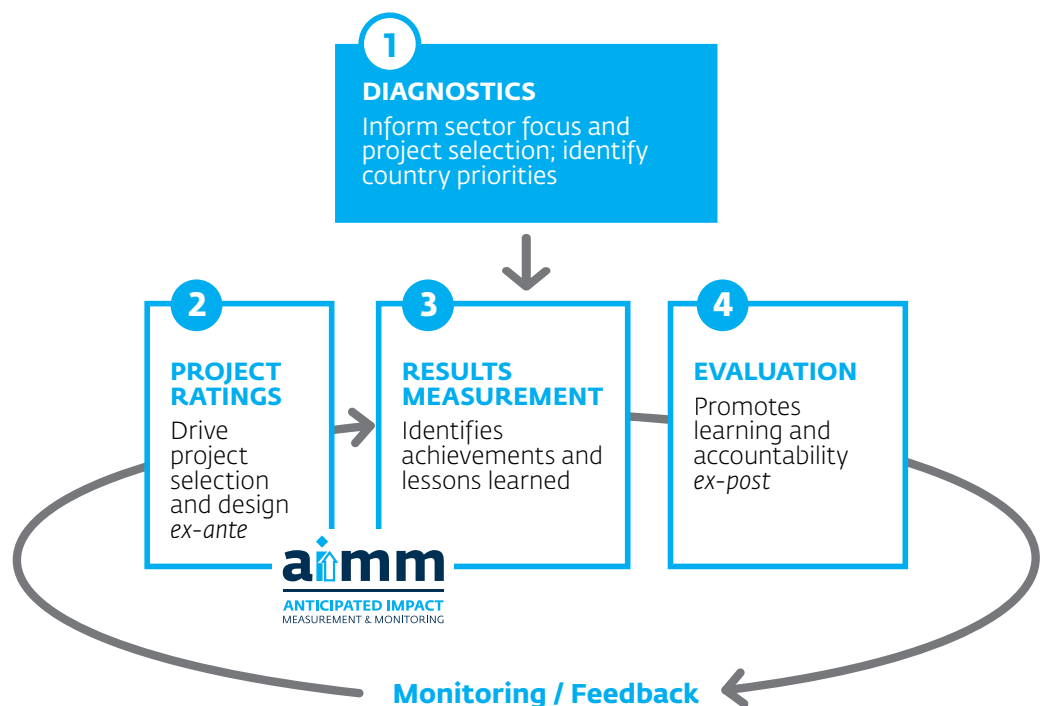 1
DIAGNOSTICS
Inform sector focus and
project selection; identify
country priorities
2
PROJECT
RATINGS
Drive
project
selection
and design
ex-ante
3
RESULTS
MEASUREMENT
Identifies
achievements and
lessons learned
4
EVALUATION
Promotes
learning and
accountability
ex-post
aimm
ANTICIPATED IMPACT
MEASUREMENT & MONITORING
Monitoring / Feedback